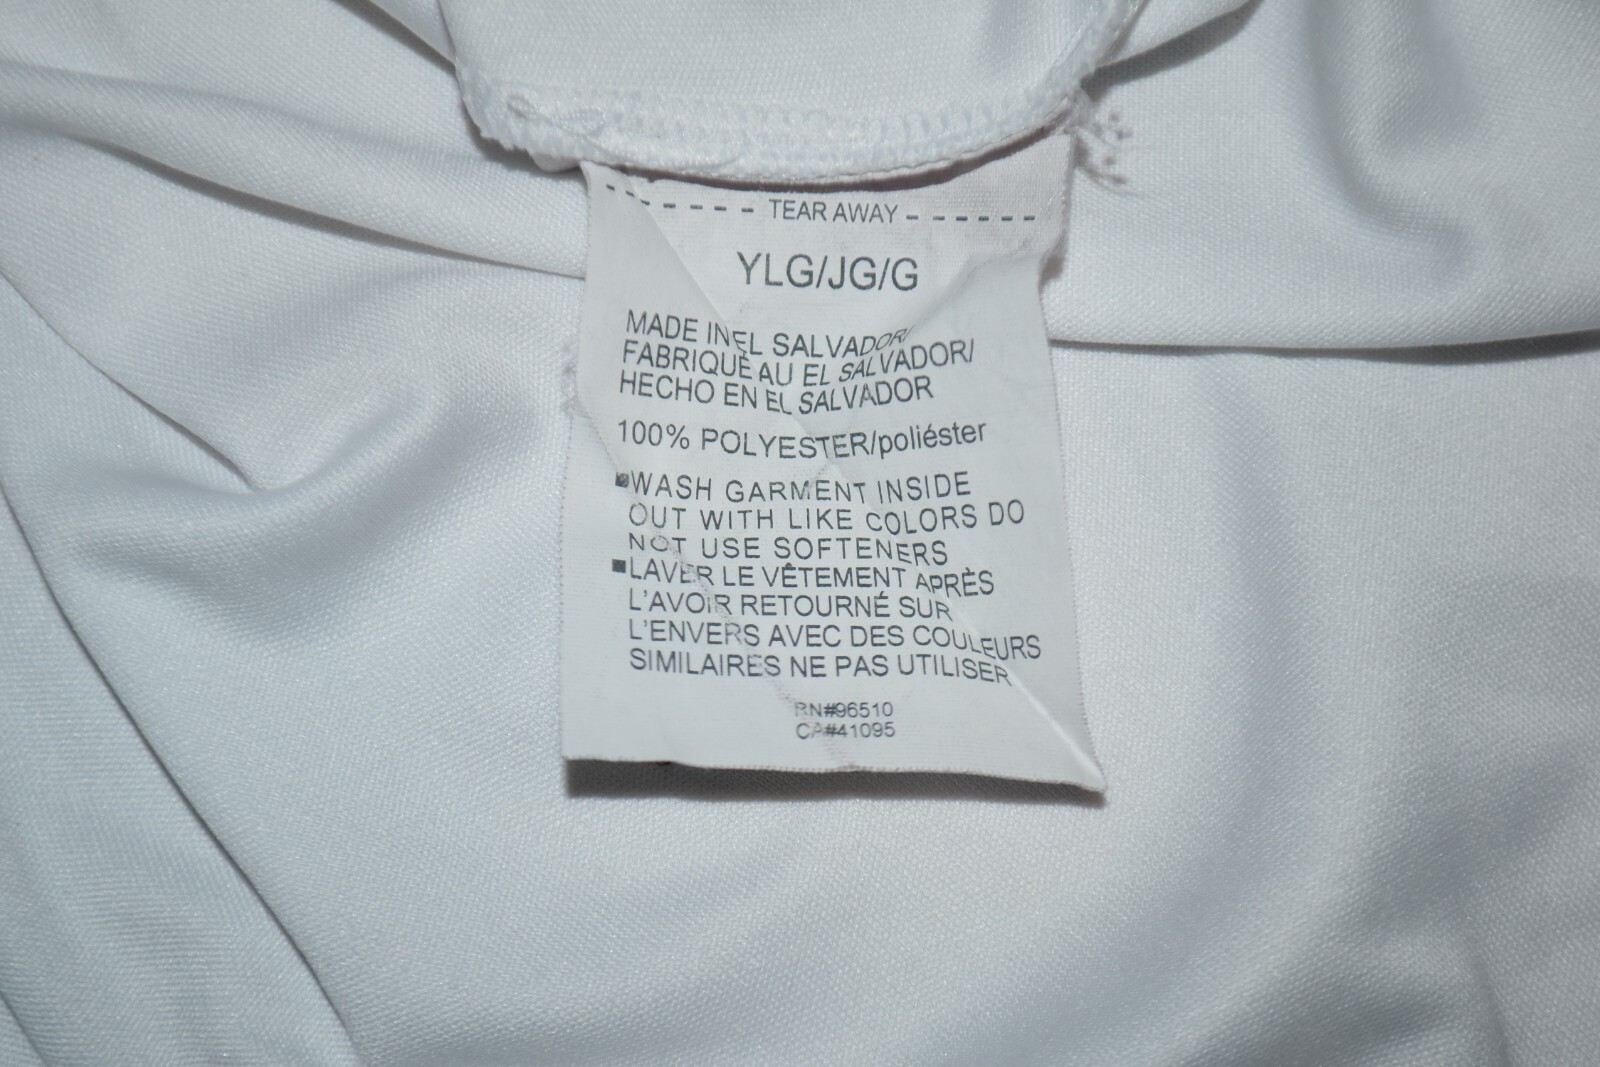 TEAR AWAY
YLG/JG/G
MADE IN EL SALVADOR/
FABRIQUÉ AU EL SALVADOR/
HECHO EN EL SALVADOR
100% POLYESTER/poliéster
▪WASH GARMENT INSIDE
OUT WITH LIKE COLORS DO
NOT USE SOFTENERS
▪LAVER LE VÊTEMENT APRÈS
L'AVOIR RETOURNÉ SUR
L'ENVERS AVEC DES COULEURS
SIMILAIRES NE PAS UTILISER
RN#96510
CA#41095